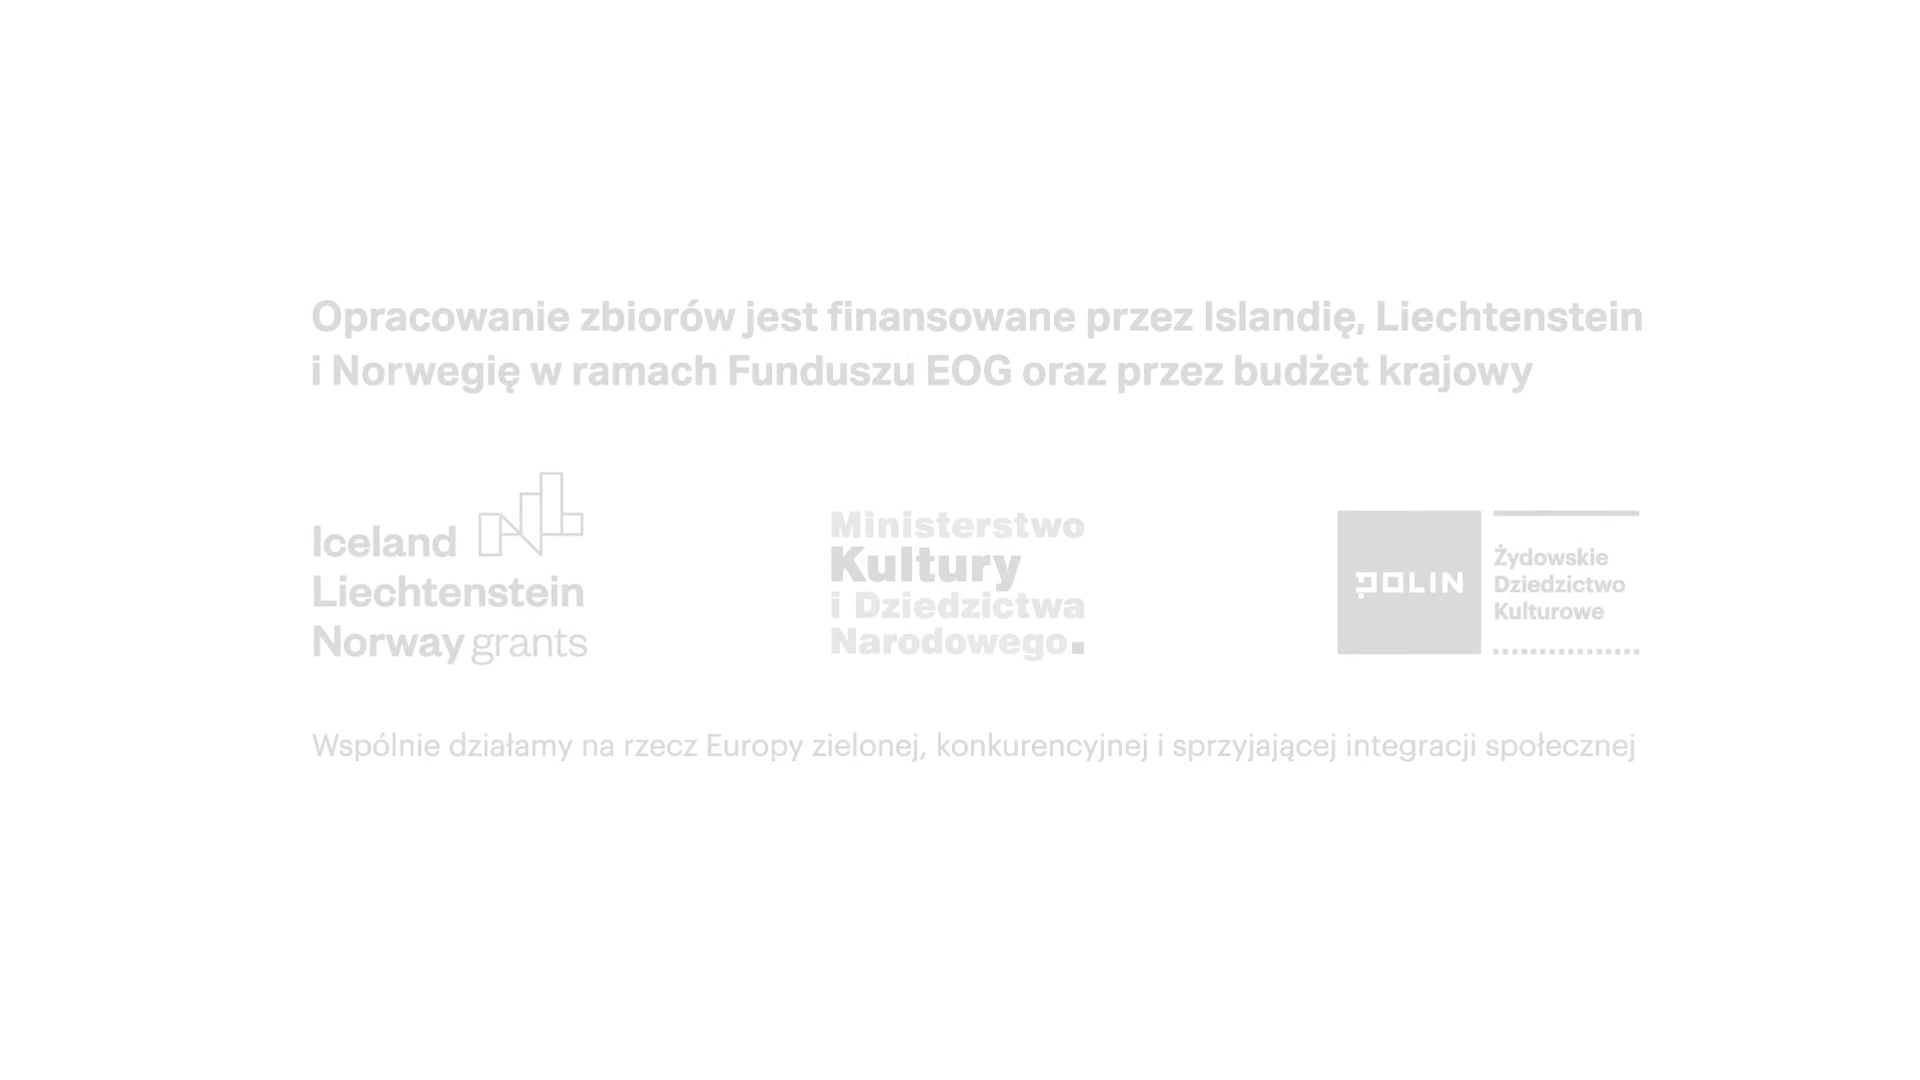 Opracowanie zbiorów jest finansowane przez Islandię, Liechtenstein
i Norwegię w ramach Funduszu EOG oraz przez budżet krajowy
Iceland
Liechtenstein
Norway grants
Ministerstwo
Kultury
i Dziedzictwa
Narodowego.
POLIN
Żydowskie
Dziedzictwo
Kulturowe
Wspólnie działamy na rzecz Europy zielonej, konkurencyjnej i sprzyjającej integracji społecznej